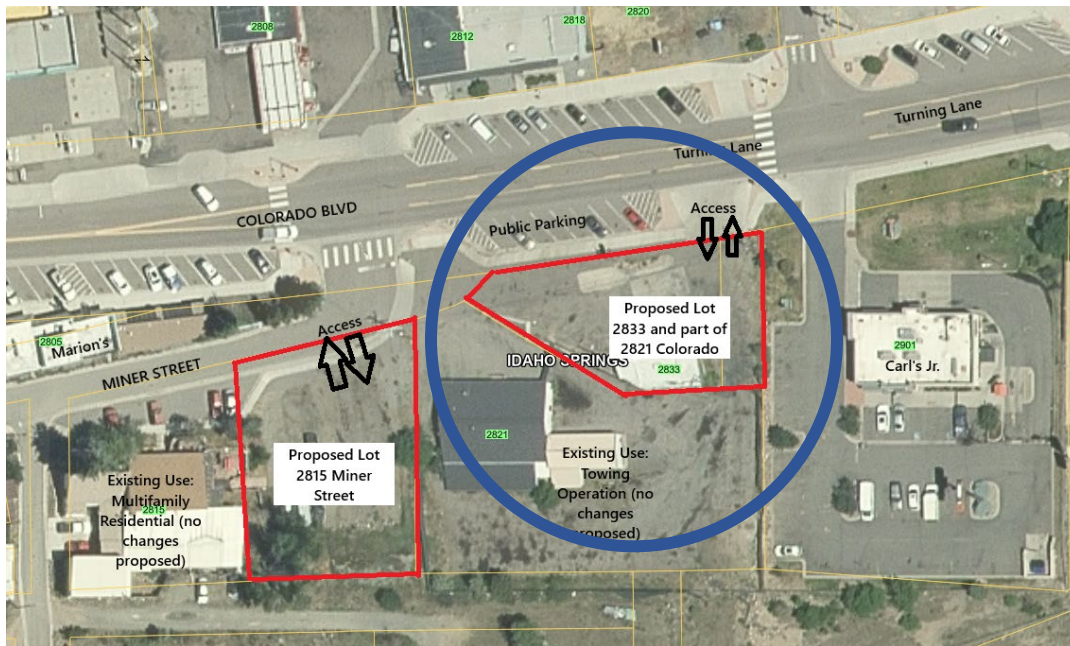 2808
2812
2818
2820
Turning Lane
Turning Lane
COLORADO BLVD
Public Parking
Access
Proposed Lot
2833 and part of
2821 Colorado
IDAHO SPRINGS
2833
2805
Marion's
MINER STREET
Access
2901
Carl's Jr.
2821
Proposed Lot
2815 Miner
Street
Existing Use:
Multifamily
2815
Residential (no
changes
proposed)
Existing Use:
Towing
Operation (no
changes
proposed)